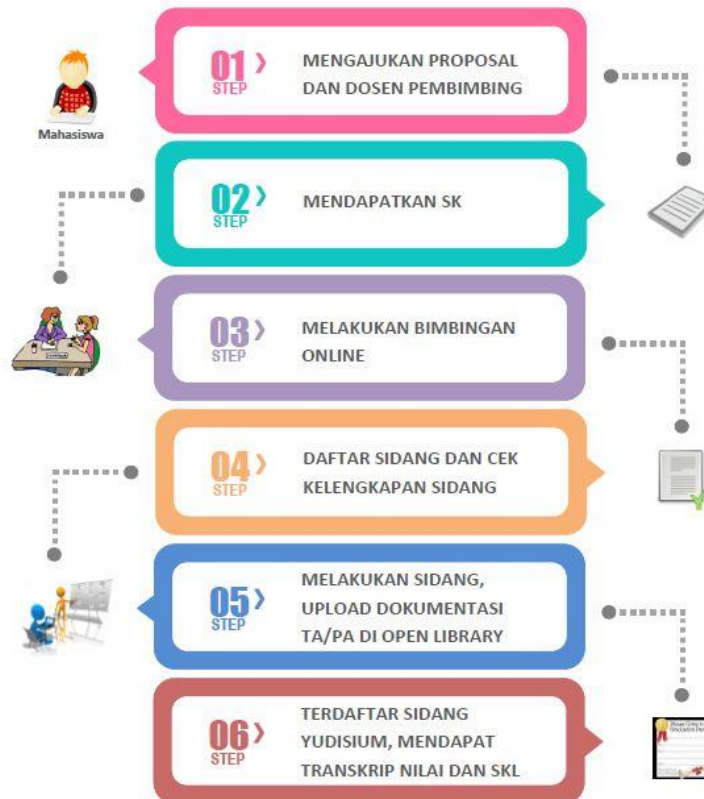 Mahasiswa
01
STEP
MENGAJUKAN PROPOSAL
DAN DOSEN PEMBIMBING
02
STEP
MENDAPATKAN SK
03
STEP
MELAKUKAN BIMBINGAN
ONLINE
04
STEP
DAFTAR SIDANG DAN CEK
KELENGKAPAN SIDANG
05
STEP
MELAKUKAN SIDANG,
UPLOAD DOKUMENTASI
TA/PA DI OPEN LIBRARY
06
STEP
TERDAFTAR SIDANG
YUDISIUM, MENDAPAT
TRANSKRIP NILAI DAN SKL